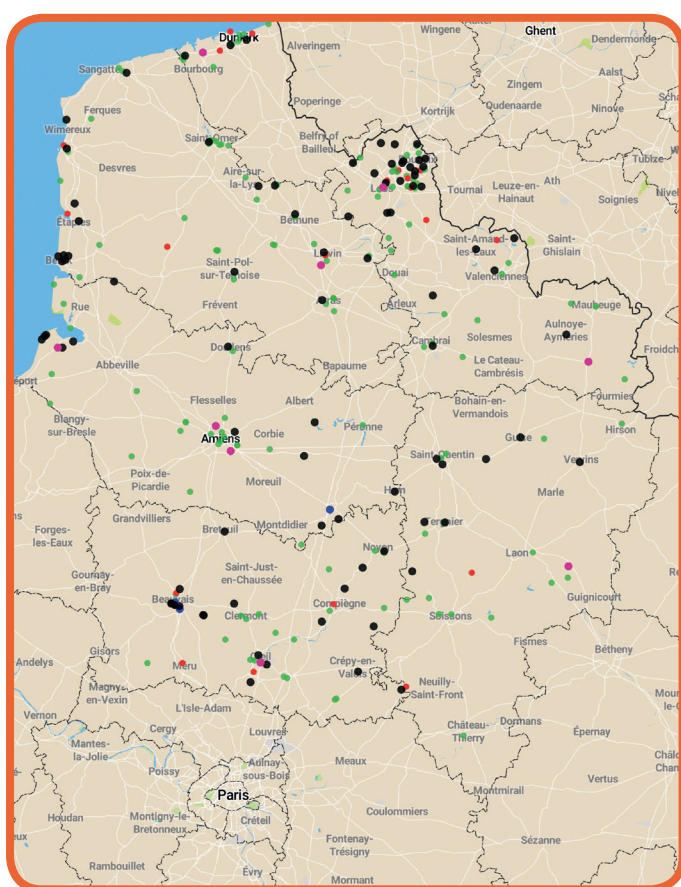 Ghent
Wingene
Dendermonde
Alveringem
Sangatte
Bourbourg
Aalst
Zingem
Poperinge
Oudenaarde
Ninove
Ferques
Kortrijk
Wimereux
Saint-Omer
Belfry of
Bailleul
Tubize
Desvres
Aire-sur-
la-Lys
Tournai
Leuze-en-
Hainaut
Ath
Soignies
Nivel
Étaples
Béthune
Saint-Amand-
les-Eaux
Saint-
Ghislain
Saint-Pol-
sur-Ternoise
Douai
Valenciennes
Rue
Frévent
Arleux
Maubeuge
Aulnoye-
Aymeries
Cambrai
Solesmes
Froidch
Doullens
Abbeville
Bapaume
Le Cateau-
Cambrésis
Flesselles
Albert
Bohain-en-
Vermandois
Fourmies
Blangy-
sur-Bresle
Amiens
Corbie
Péronne
Hirson
Guise
Saint-Quentin
Vervins
Poix-de-
Picardie
Moreuil
Ham
Marle
Grandvilliers
Breteuil
Montdidier
Tergnier
Forges-
les-Eaux
Noyon
Laon
Gournay-
en-Bray
Saint-Just-
en-Chaussée
Beauvais
Compiègne
Guignicourt
Clermont
Soissons
Fismes
Gisors
Bétheny
Andelys
Méru
Creil
Crépy-en-
Valois
Neuilly-
Saint-Front
Magny-
en-Vexin
L'Isle-Adam
Vernon
Cergy
Louvres
Château-
Thierry
Dormans
Épernay
Mantes-
la-Jolie
Poissy
Aulnay-
sous-Bois
Meaux
Vertus
Paris
Montmirail
Houdan
Montigny-le-
Bretonneux
Créteil
Coulommiers
Fontenay-
Trésigny
Sézanne
Rambouillet
Évry
Mormant